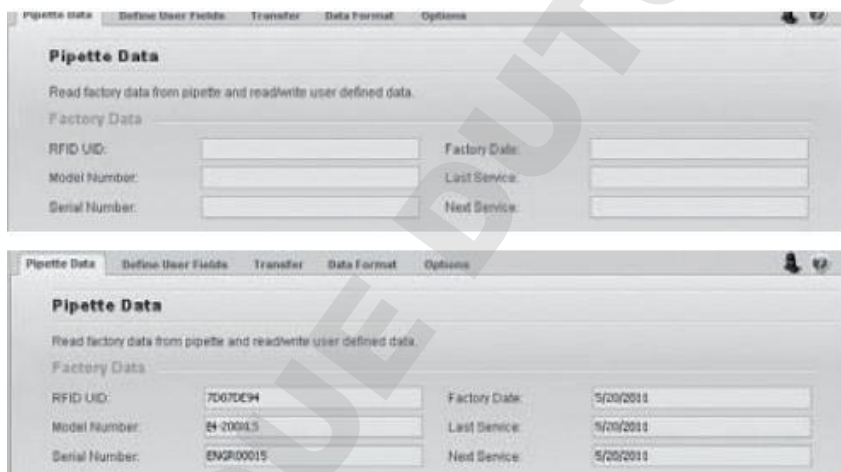 Pipette Data Define User Fields Transfer Data Format Options
Pipette Data
Read factory data from pipette and read/write user defined data.
Factory Data
RFID UID: Factory Date:
Model Number: Last Service:
Serial Number: Next Service:
Pipette Data Define User Fields Transfer Data Format Options
Pipette Data
Read factory data from pipette and read/write user defined data.
Factory Data
RFID UID: 7D07DE94 Factory Date: 5/20/2011
Model Number: Last Service: 5/20/2011
Serial Number: ENGR00015 Next Service: 5/20/2011